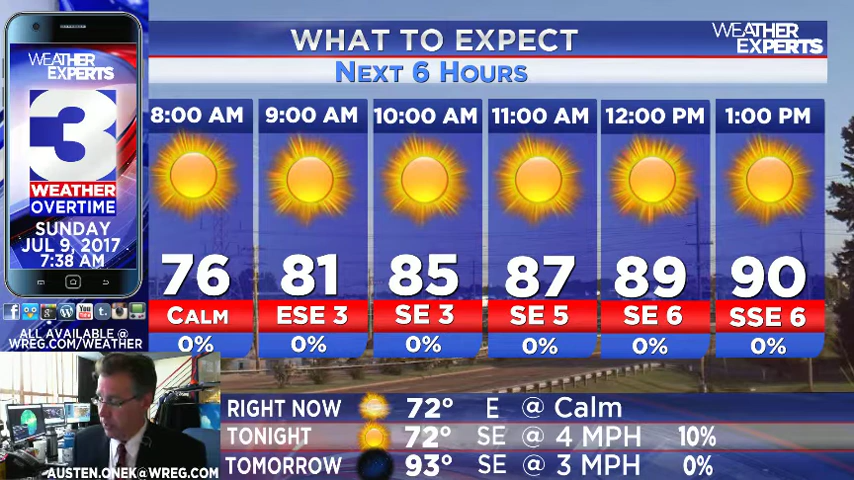 WEATHER
EXPERTS
3
WEATHER
OVERTIME
SUNDAY
JUL 9, 2017
7:38 AM
ALL AVAILABLE @
WREG.COM/WEATHER
AUSTEN.ONEK@WREG.COM
WHAT TO EXPECT
NEXT 6 HOURS
WEATHER
EXPERTS
8:00 AM 9:00 AM 10:00 AM 11:00 AM 12:00 PM 1:00 PM
76 81 85 87 89 90
CALM ESE 3 SE 3 SE 5 SE 6 SSE 6
0% 0% 0% 0% 0% 0%
RIGHT NOW 72° E @ Calm
TONIGHT 72° SE @ 4 MPH 10%
TOMORROW 93° SE @ 3 MPH 0%